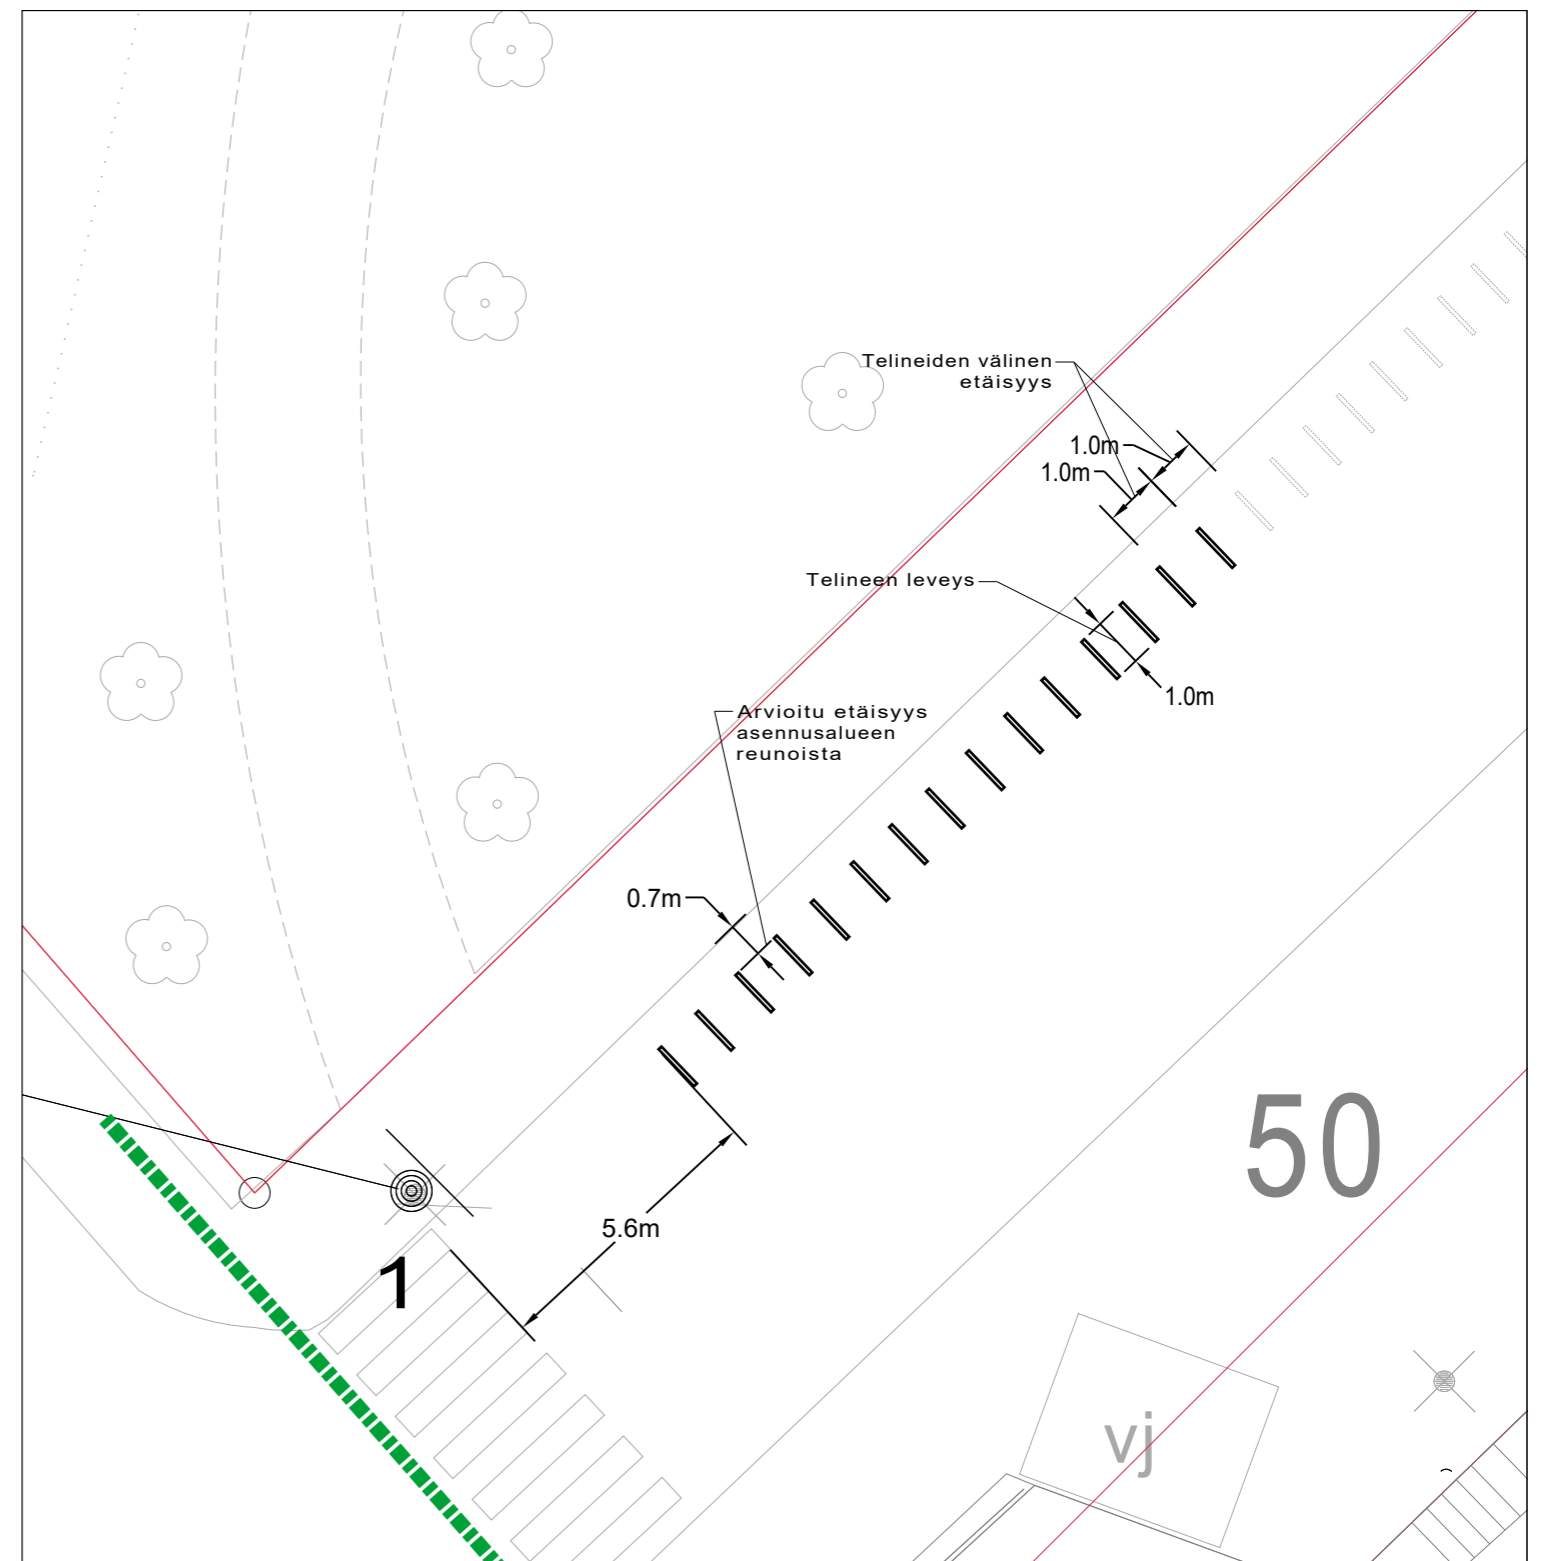 Telineiden välinen
etäisyys
1.0m
1.0m
Telineen leveys
1.0m
Arvioitu etäisyys
asennusalueen
reunoista
0.7m
50
5.6m
1
vj